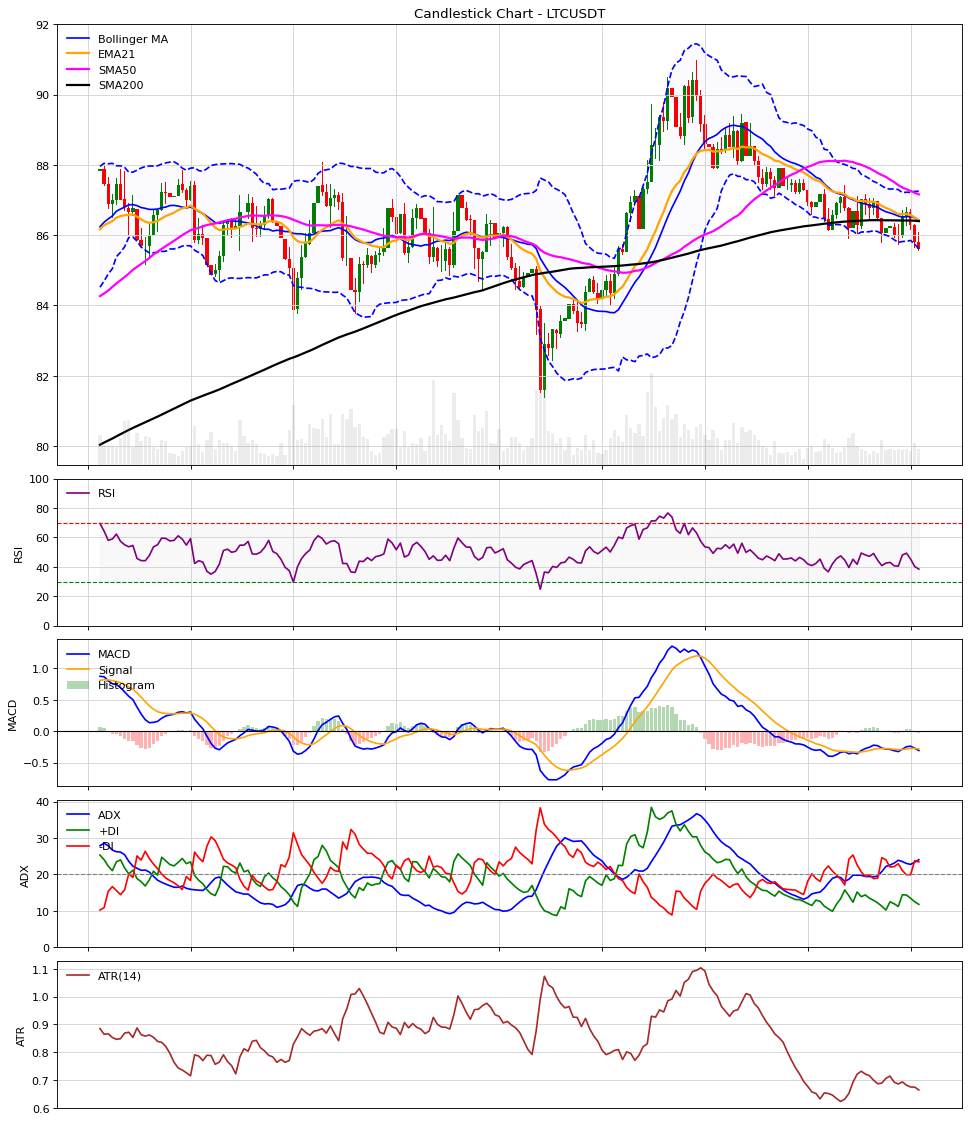 Candlestick Chart - LTCUSDT
92
Bollinger MA
EMA21
SMA50
SMA200
90
88
86
84
82
80
100
RSI
80
60
RSI
40
20
0
MACD
Signal
Histogram
1.0
0.5
MACD
0.0
−0.5
40
ADX
+DI
-DI
30
ADX
20
10
0
1.1
ATR(14)
1.0
0.9
ATR
0.8
0.7
0.6